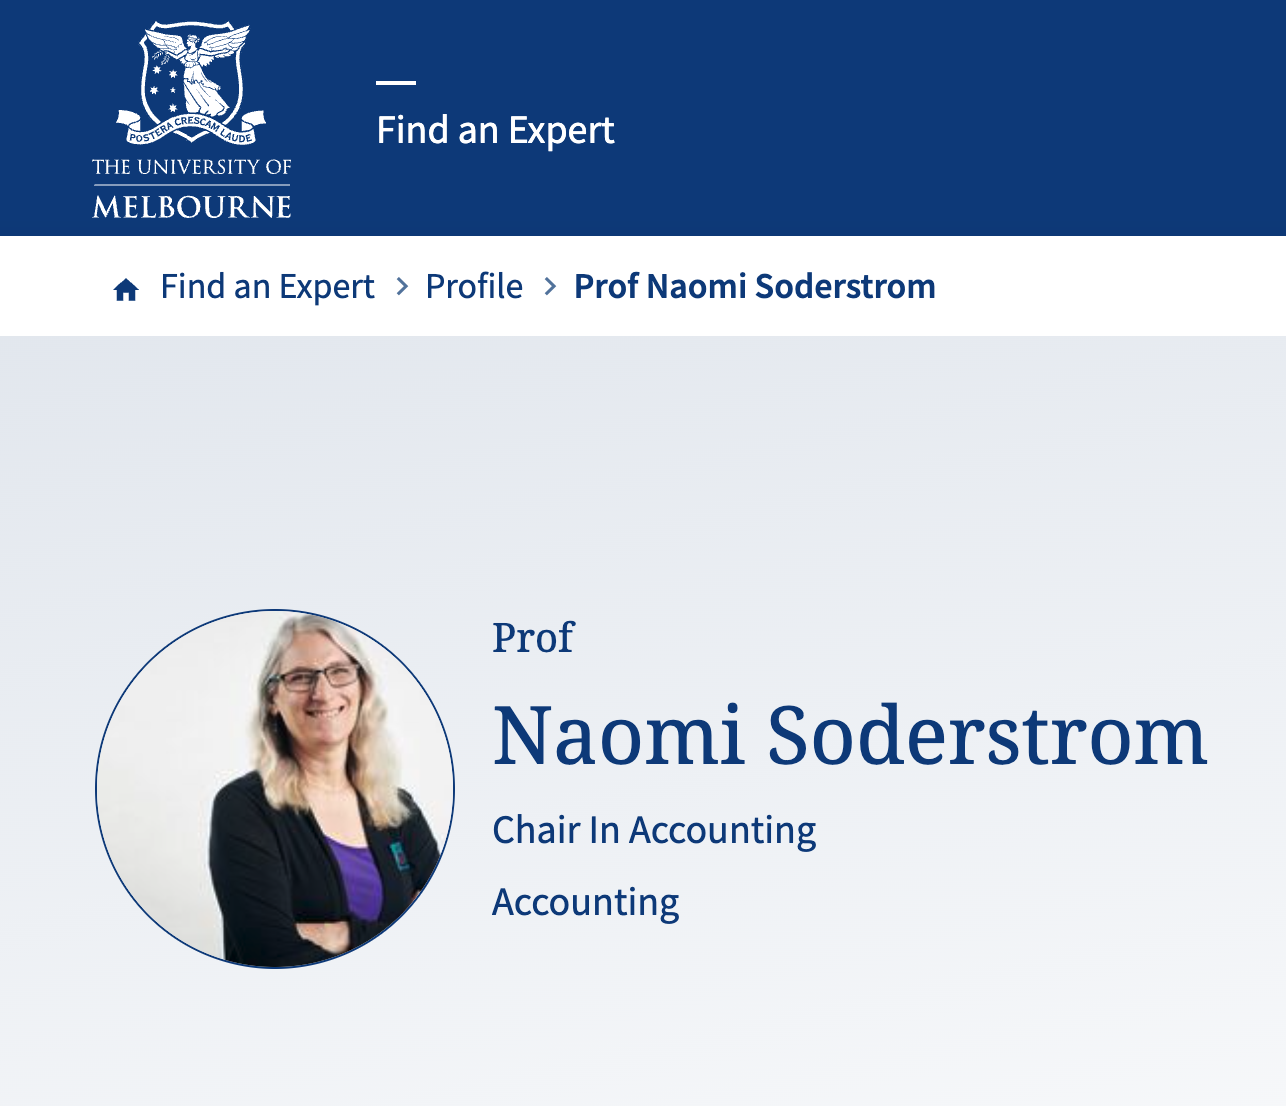 POSTERA CRESCAM LAUDE
THE UNIVERSITY OF
MELBOURNE
Find an Expert
Find an Expert > Profile > Prof Naomi Soderstrom
Prof
Naomi Soderstrom
Chair In Accounting
Accounting